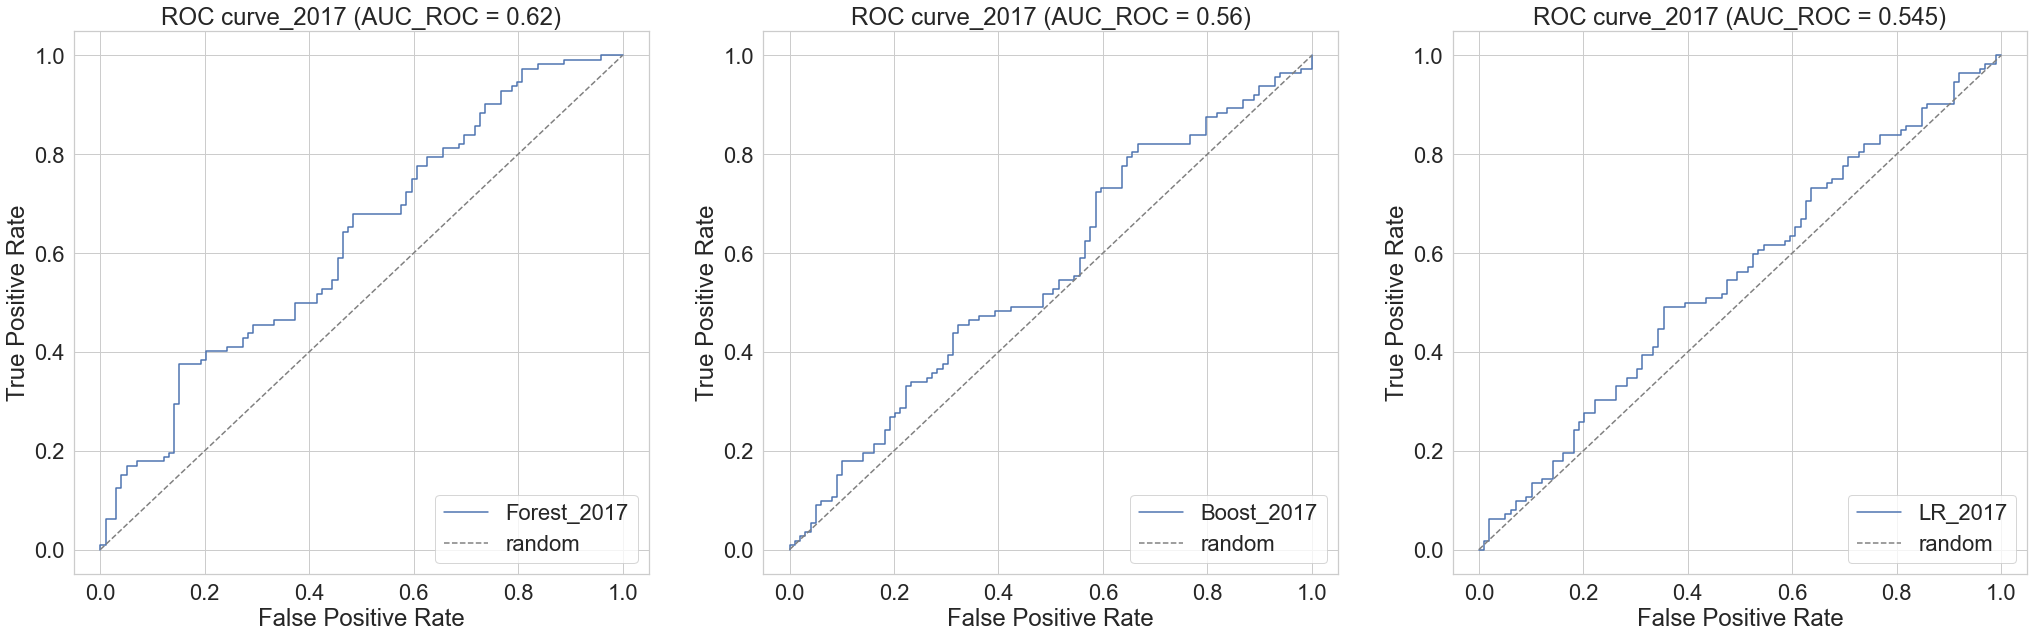 ROC curve_2017 (AUC_ROC = 0.62)
True Positive Rate
1.0
0.8
0.6
0.4
0.2
0.0
0.0 0.2 0.4 0.6 0.8 1.0
False Positive Rate
Forest_2017
random
ROC curve_2017 (AUC_ROC = 0.56)
True Positive Rate
1.0
0.8
0.6
0.4
0.2
0.0
0.0 0.2 0.4 0.6 0.8 1.0
False Positive Rate
Boost_2017
random
ROC curve_2017 (AUC_ROC = 0.545)
True Positive Rate
1.0
0.8
0.6
0.4
0.2
0.0
0.0 0.2 0.4 0.6 0.8 1.0
False Positive Rate
LR_2017
random